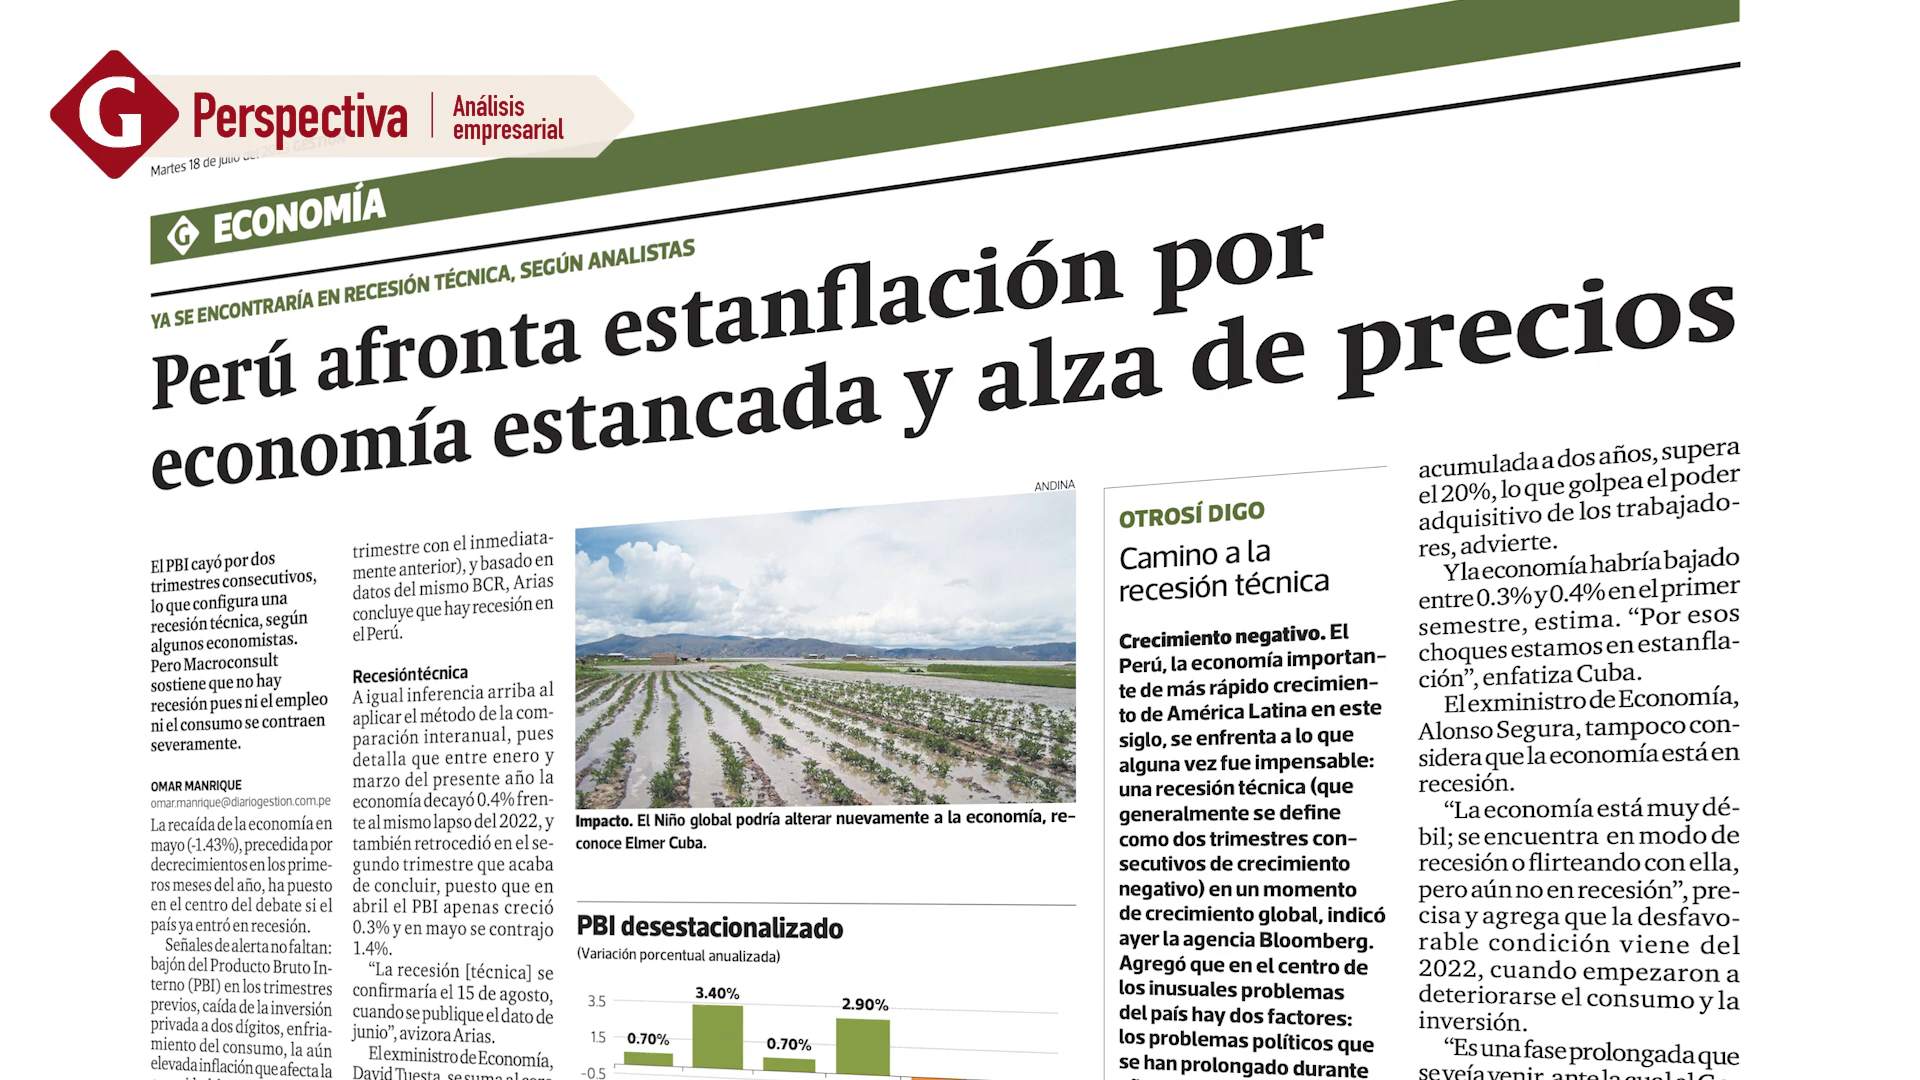 G
Perspectiva
Análisis
empresarial
Martes 18 de julio del 2023 GESTIÓN
G ECONOMÍA
YA SE ENCONTRARÍA EN RECESIÓN TÉCNICA, SEGÚN ANALISTAS
Perú afronta estanflación por
economía estancada y alza de precios
El PBI cayó por dos
trimestres consecutivos,
lo que configura una
recesión técnica, según
algunos economistas.
Pero Macroconsult
sostiene que no hay
recesión pues ni el empleo
ni el consumo se contraen
severamente.
OMAR MANRIQUE
omar.manrique@diariogestion.com.pe
La recaída de la economía en
mayo (-1.43%), precedida por
decrecimientos en los prime-
ros meses del año, ha puesto
en el centro del debate si el
país ya entró en recesión.
Señales de alerta no faltan:
bajón del Producto Bruto In-
terno (PBI) en los trimestres
previos, caída de la inversión
privada a dos dígitos, enfria-
miento del consumo, la aún
elevada inflación que afecta la
trimestre con el inmediata-
mente anterior), y basado en
datos del mismo BCR, Arias
concluye que hay recesión en
el Perú.
Recesión técnica
A igual inferencia arriba al
aplicar el método de la com-
paración interanual, pues
detalla que entre enero y
marzo del presente año la
economía decayó 0.4% fren-
te al mismo lapso del 2022, y
también retrocedió en el se-
gundo trimestre que acaba
de concluir, puesto que en
abril el PBI apenas creció
0.3% y en mayo se contrajo
1.4%.
“La recesión [técnica] se
confirmaría el 15 de agosto,
cuando se publique el dato de
junio”, avizora Arias.
El exministro de Economía,
David Tuesta, se suma al
ANDINA
Impacto. El Niño global podría alterar nuevamente a la economía, re-
conoce Elmer Cuba.
PBI desestacionalizado
(Variación porcentual anualizada)
3.5
1.5
-0.5
0.70%
3.40%
0.70%
2.90%
OTROSÍ DIGO
Camino a la
recesión técnica
Crecimiento negativo. El
Perú, la economía importan-
te de más rápido crecimien-
to de América Latina en este
siglo, se enfrenta a lo que
alguna vez fue impensable:
una recesión técnica (que
generalmente se define
como dos trimestres con-
secutivos de crecimiento
negativo) en un momento
de crecimiento global, indicó
ayer la agencia Bloomberg.
Agregó que en el centro de
los inusuales problemas
del país hay dos factores:
los problemas políticos que
se han prolongado durante
acumulada a dos años, supera
el 20%, lo que golpea el poder
adquisitivo de los trabajado-
res, advierte.
Y la economía habría bajado
entre 0.3% y 0.4% en el primer
semestre, estima. “Por esos
choques estamos en estanfla-
ción”, enfatiza Cuba.
El exministro de Economía,
Alonso Segura, tampoco con-
sidera que la economía está en
recesión.
“La economía está muy dé-
bil; se encuentra en modo de
recesión o flirteando con ella,
pero aún no en recesión”, pre-
cisa y agrega que la desfavo-
rable condición viene del
2022, cuando empezaron a
deteriorarse el consumo y la
inversión.
“Es una fase prolongada que
se veía venir, ante la cual el